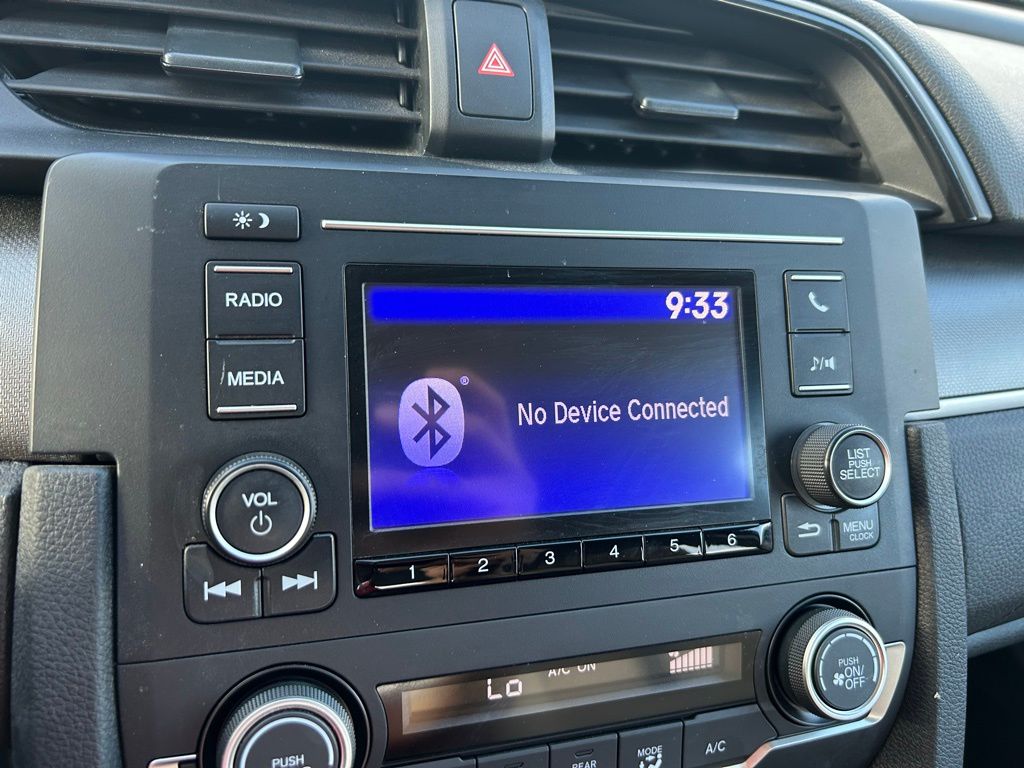 RADIO
MEDIA
VOL
9:33
®
No Device Connected
1 2 3 4 5 6
LIST
PUSH
SELECT
MENU
CLOCK
Lo
A/C ON
PUSH
ON/
OFF
PUSH
REAR
MODE
A/C